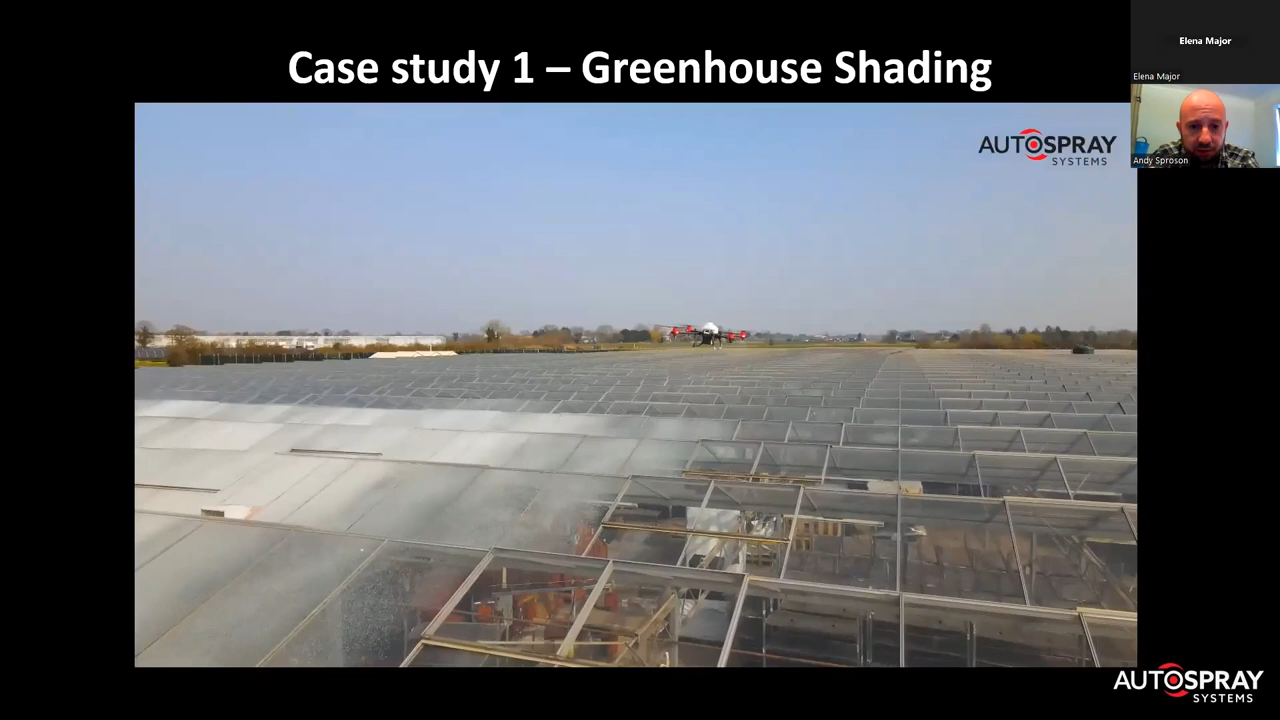 Case study 1 – Greenhouse Shading
Elena Major
Elena Major
Andy Sproson
AUTOSPRAY
SYSTEMS
AUTOSPRAY
SYSTEMS